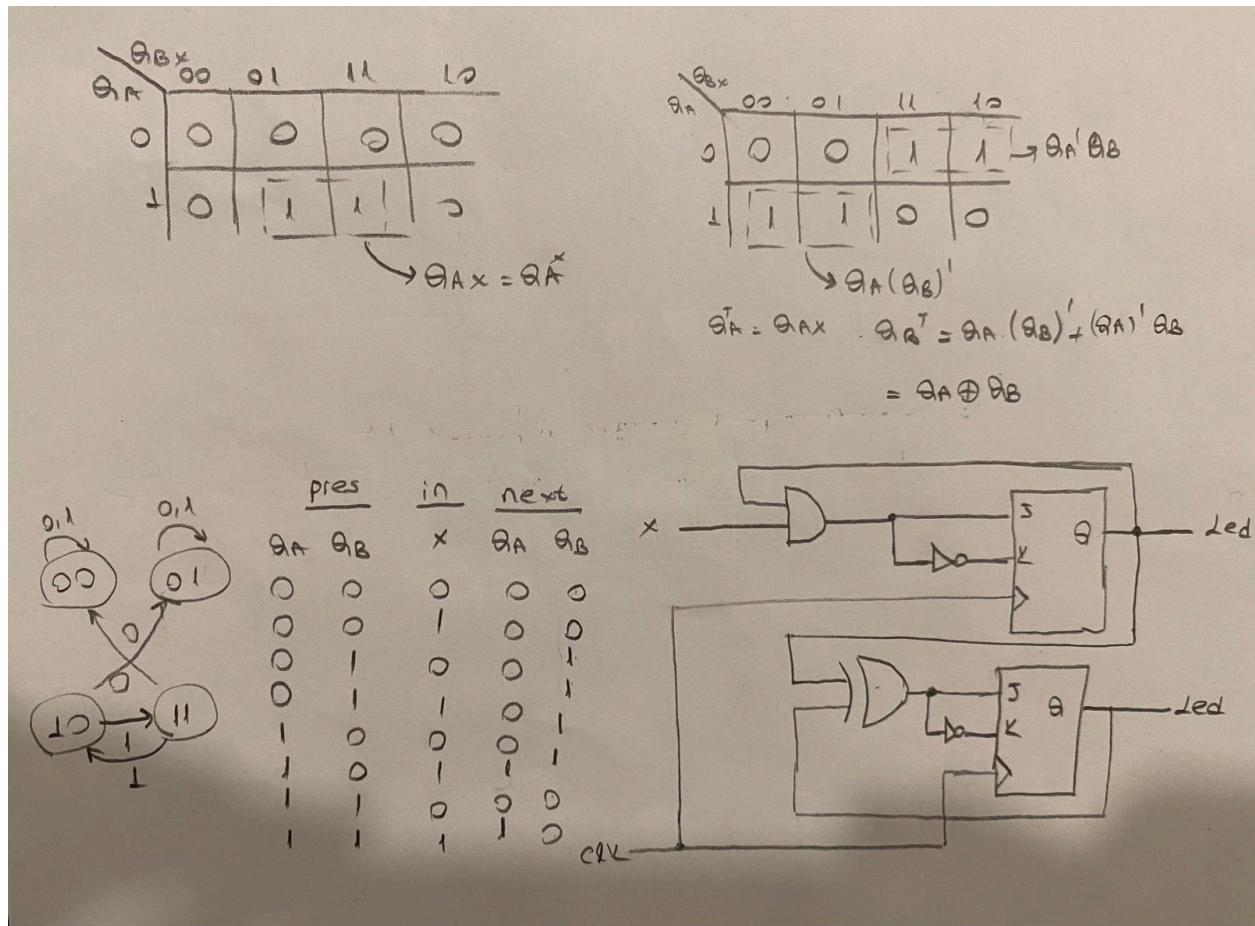 QBx
QA 00 01 11 10
0 0 0 0 0
1 0 1 1 0
QAx = QA⁺
QBx
QA 00 01 11 10
0 0 0 1 1 → QA'QB
1 1 1 0 0
QA(QB)'
QA⁺ = QAx . QB⁺ = QA.(QB)' + (QA)' QB
= QA ⊕ QB
pres in next
QA QB x QA QB
0 0 0 0 0
0 0 1 0 0
0 1 0 0 1
0 1 1 0 1
1 0 0 0 1
1 0 1 1 1
1 1 0 0 0
1 1 1 1 0
0,1 0,1
00 01
0
0
10 11
1
1
x
J Q Led
K
J Q Led
K
CLK